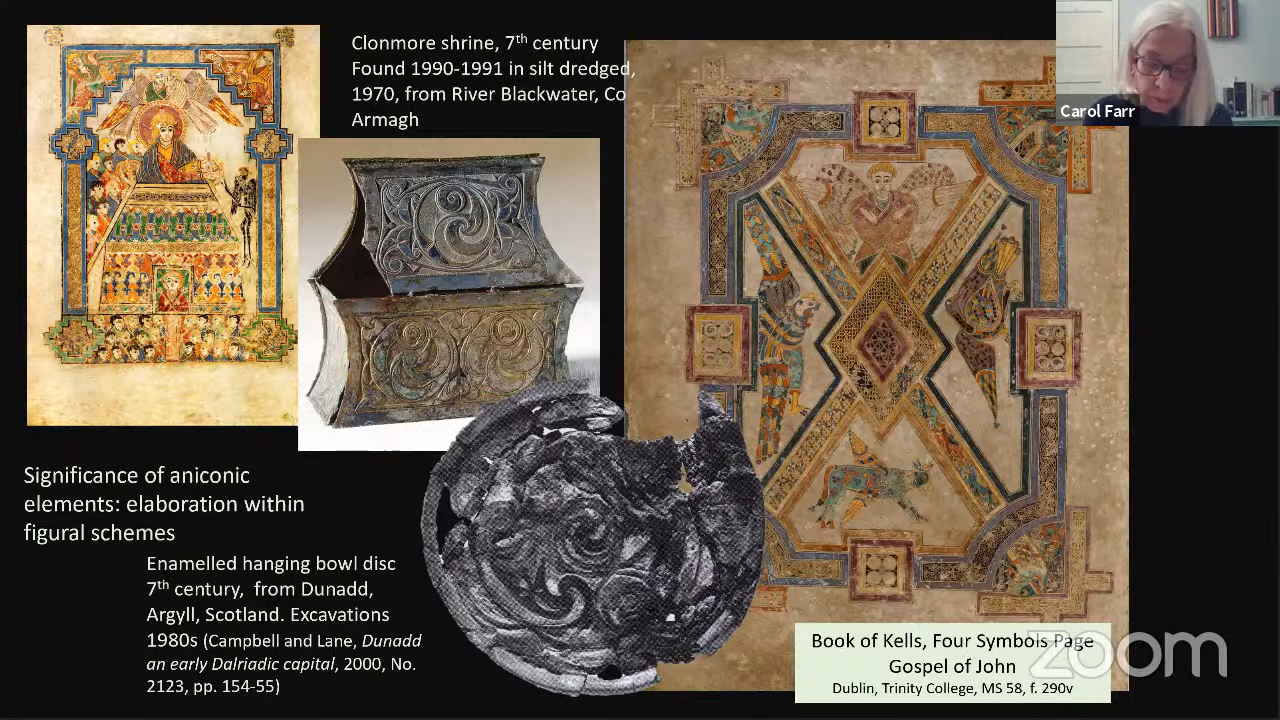 Clonmore shrine, 7th century
Found 1990-1991 in silt dredged,
1970, from River Blackwater, Co
Armagh
Carol Farr
Significance of aniconic
elements: elaboration within
figural schemes
Enamelled hanging bowl disc
7th century, from Dunadd,
Argyll, Scotland. Excavations
1980s (Campbell and Lane, Dunadd
an early Dalriadic capital, 2000, No.
2123, pp. 154-55)
Book of Kells, Four Symbols Page
Gospel of John
Dublin, Trinity College, MS 58, f. 290v
zoom